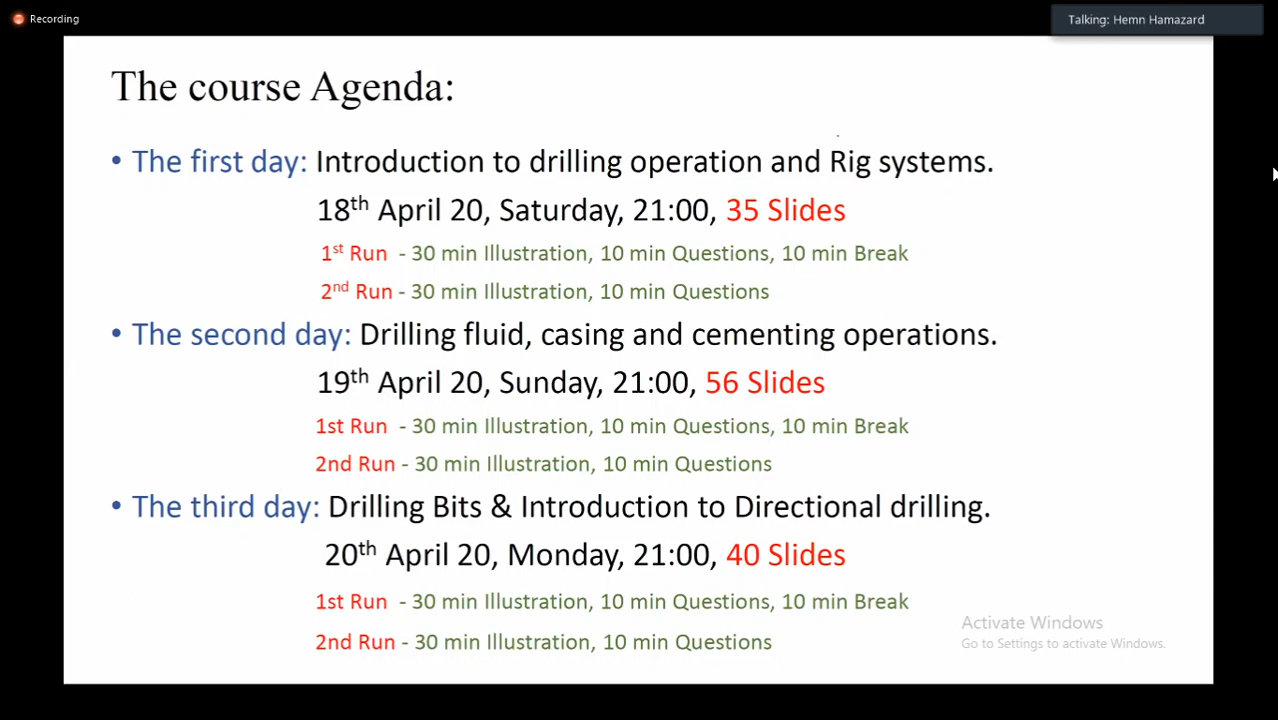 Recording
Talking: Hemn Hamazard
The course Agenda:
• The first day: Introduction to drilling operation and Rig systems.
18th April 20, Saturday, 21:00, 35 Slides
1st Run - 30 min Illustration, 10 min Questions, 10 min Break
2nd Run - 30 min Illustration, 10 min Questions
• The second day: Drilling fluid, casing and cementing operations.
19th April 20, Sunday, 21:00, 56 Slides
1st Run - 30 min Illustration, 10 min Questions, 10 min Break
2nd Run - 30 min Illustration, 10 min Questions
• The third day: Drilling Bits & Introduction to Directional drilling.
20th April 20, Monday, 21:00, 40 Slides
1st Run - 30 min Illustration, 10 min Questions, 10 min Break
2nd Run - 30 min Illustration, 10 min Questions
Activate Windows
Go to Settings to activate Windows.